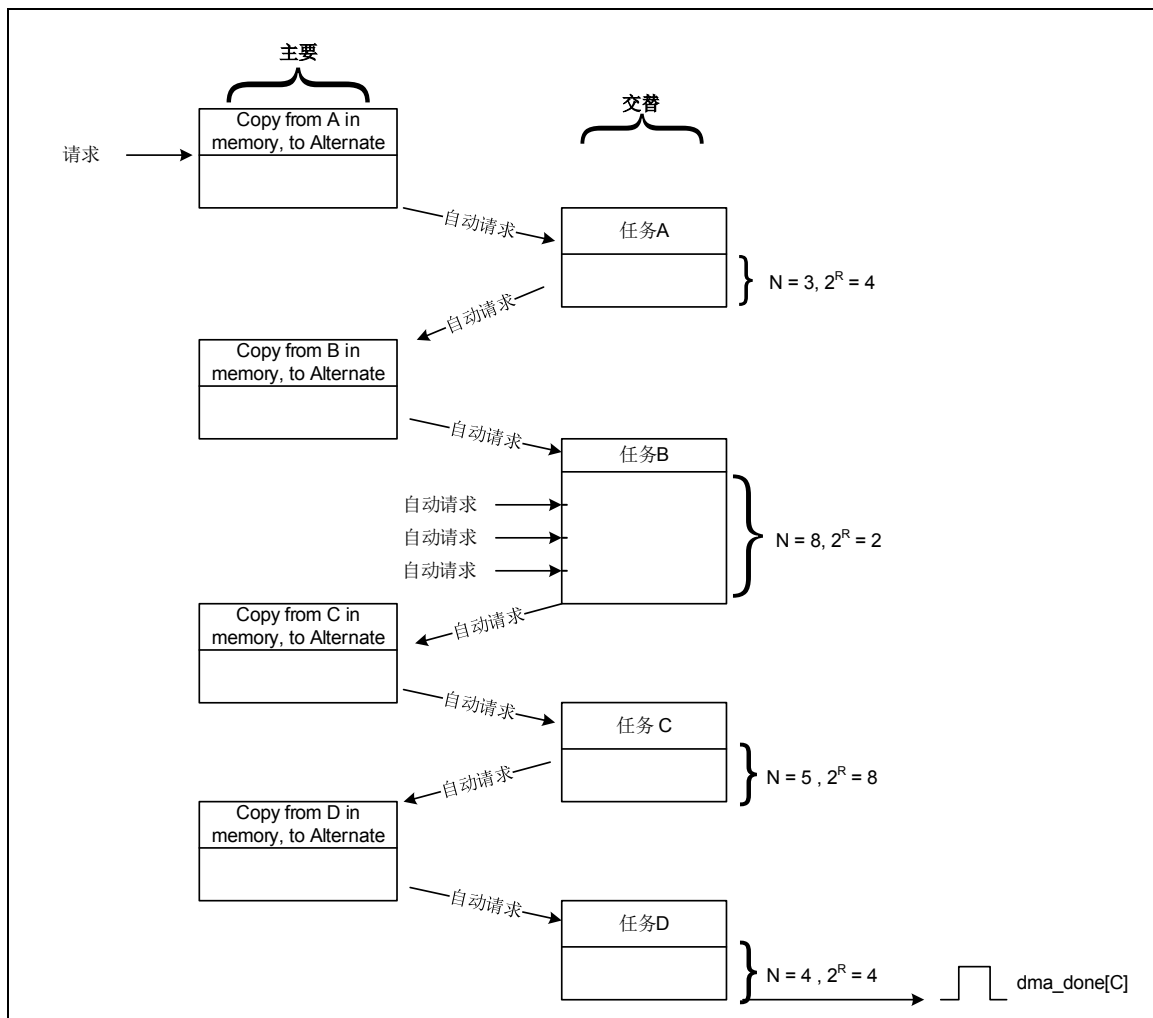 主要
交替
Copy from A in
memory, to Alternate
请求
自动请求
任务A
N = 3, 2^R = 4
自动请求
Copy from B in
memory, to Alternate
自动请求
任务B
自动请求
自动请求
自动请求
N = 8, 2^R = 2
自动请求
Copy from C in
memory, to Alternate
自动请求
任务 C
N = 5 , 2^R = 8
自动请求
Copy from D in
memory, to Alternate
自动请求
任务D
N = 4 , 2^R = 4
dma_done[C]